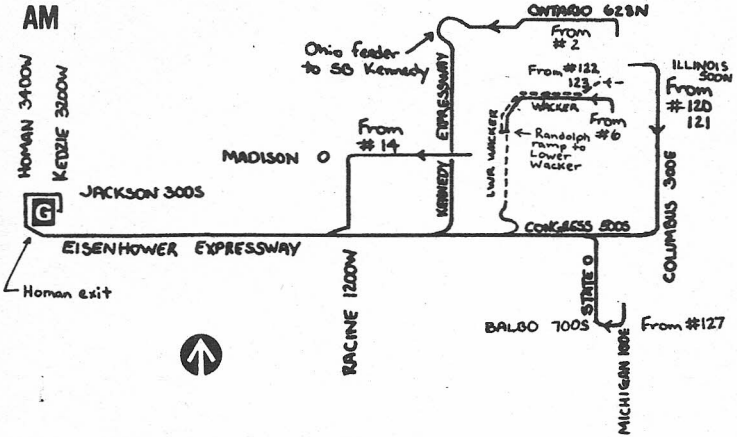 AM
ONTARIO 628N
From
#2
Ohio feeder
to SB Kennedy
From #122
123
ILLINOIS
500N
From
#120
121
WACKER
From
#6
Randolph
ramp to
Lower
Wacker
LWR WACKER
KENNEDY EXPRESSWAY
From
#14
MADISON O
HOMAN 3400W
KEDZIE 3200W
JACKSON 300S
G
EISENHOWER EXPRESSWAY
CONGRESS 500S
COLUMBUS 300E
Homan exit
RACINE 1200W
STATE O
BALBO 700S
From #127
MICHIGAN 100E